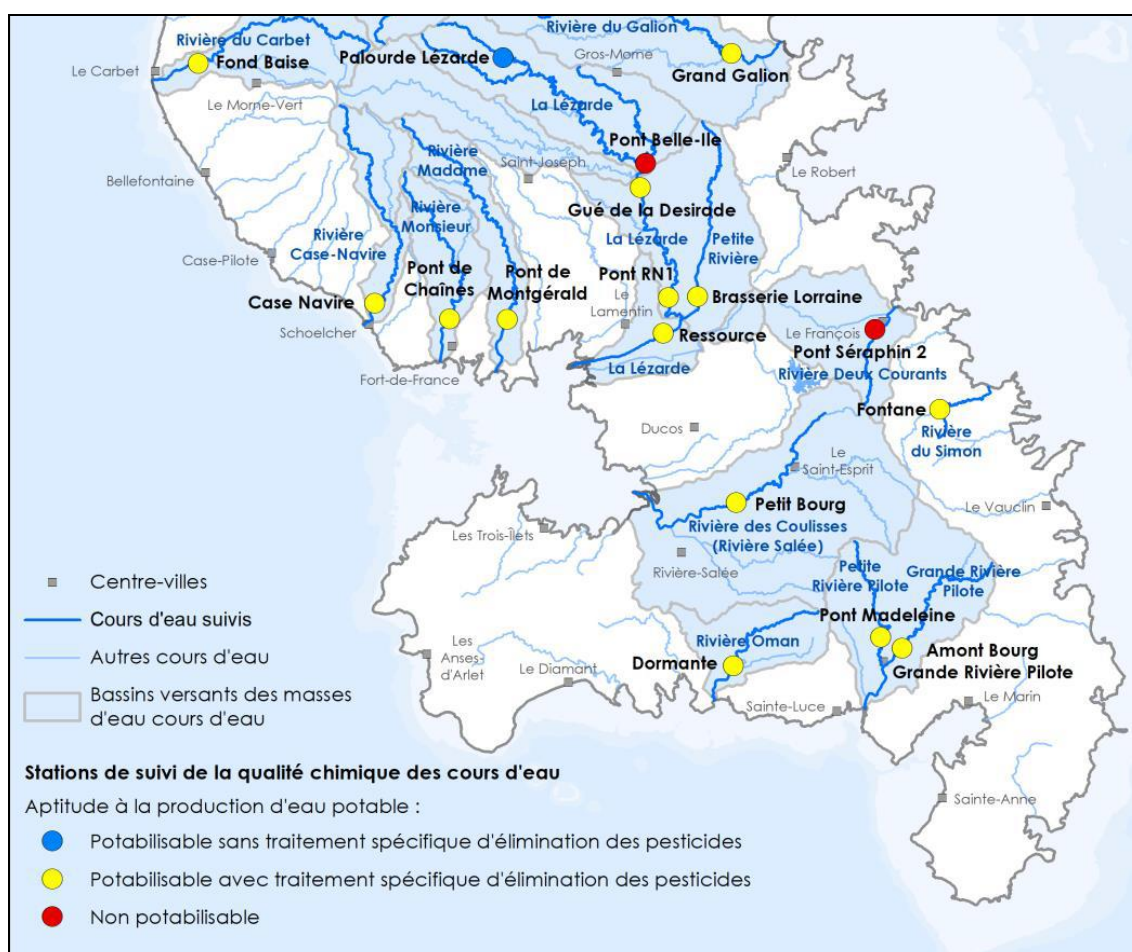 Rivière du Carbet
Fond Baise
Le Carbet
Le Morne-Vert
Palourde Lézarde
Rivière du Galion
Gros-Morne
Grand Galion
La Lézarde
Pont Belle-Ile
Rivière
Madame
Saint-Joseph
Le Robert
Bellefontaine
Gué de la Desirade
Rivière
Monsieur
Rivière
Case-Navire
Case-Pilote
La Lézarde
Petite
Rivière
Pont de
Chaînes
Pont de
Montgérald
Pont RN1
Case Navire
Le
Lamentin
Brasserie Lorraine
Schoelcher
Le François
Ressource
Pont Séraphin 2
Rivière Deux Courants
La Lézarde
Fort-de-France
Fontane
Ducos
Rivière
du Simon
Le
Saint-Esprit
Petit Bourg
Le Vauclin
Rivière des Coulisses
(Rivière Salée)
Les Trois-Îlets
Rivière-Salée
Petite
Rivière Pilote
Grande Rivière
Pilote
Pont Madeleine
Rivière Oman
Les
Anses-
d'Arlet
Dormante
Le Diamant
Amont Bourg
Grande Rivière Pilote
Le Marin
Sainte-Luce
Sainte-Anne
Centre-villes
Cours d'eau suivis
Autres cours d'eau
Bassins versants des masses
d'eau cours d'eau
Stations de suivi de la qualité chimique des cours d'eau
Aptitude à la production d'eau potable :
Potabilisable sans traitement spécifique d'élimination des pesticides
Potabilisable avec traitement spécifique d'élimination des pesticides
Non potabilisable